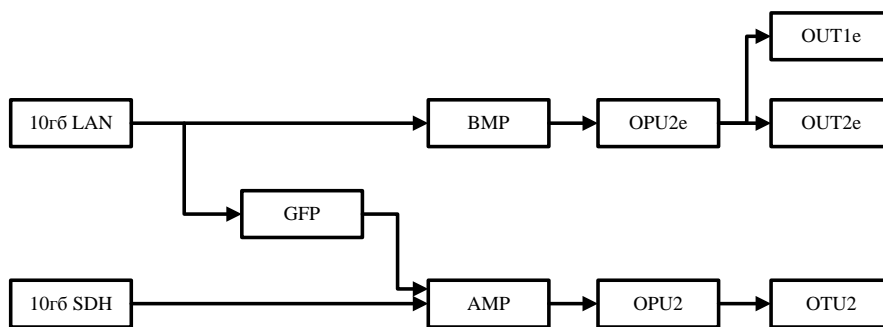 OUT1e
10гб LAN
BMP
OPU2e
OUT2e
GFP
10гб SDH
AMP
OPU2
OTU2